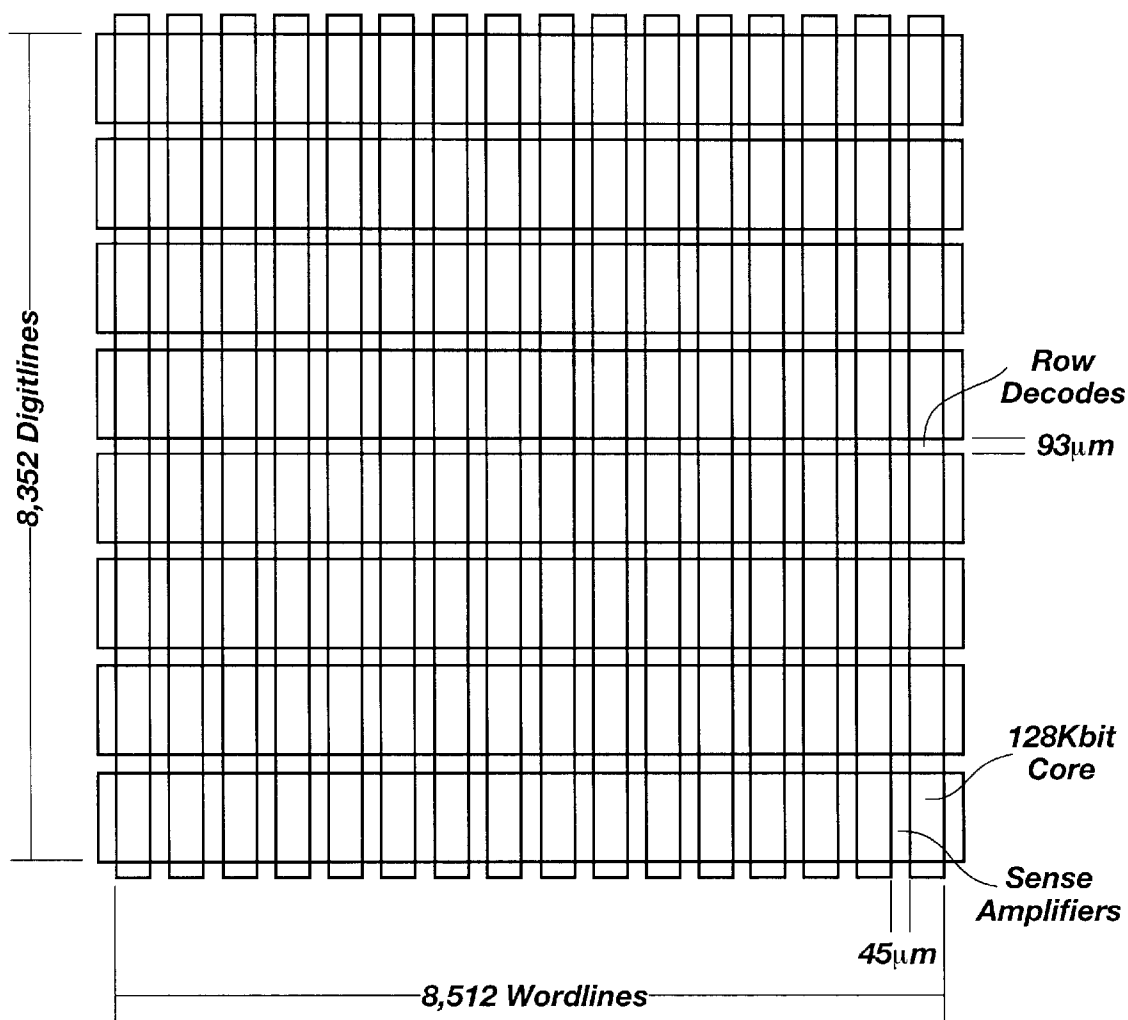 8,352 Digitlines
Row
Decodes
93μm
128Kbit
Core
Sense
Amplifiers
45μm
8,512 Wordlines